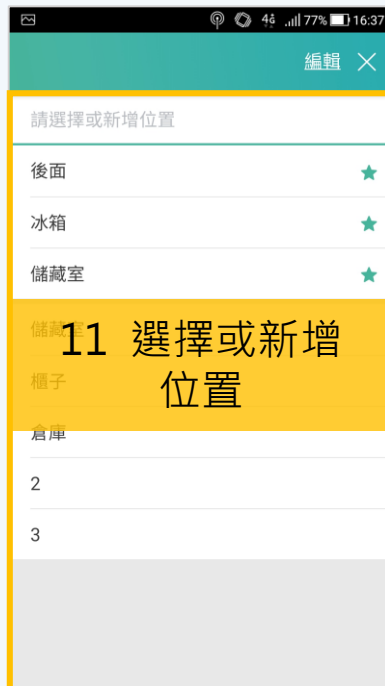 4G 77% 16:37
編輯
請選擇或新增位置
後面
冰箱
儲藏室
儲藏室
11 選擇或新增
櫃子
位置
倉庫
2
3